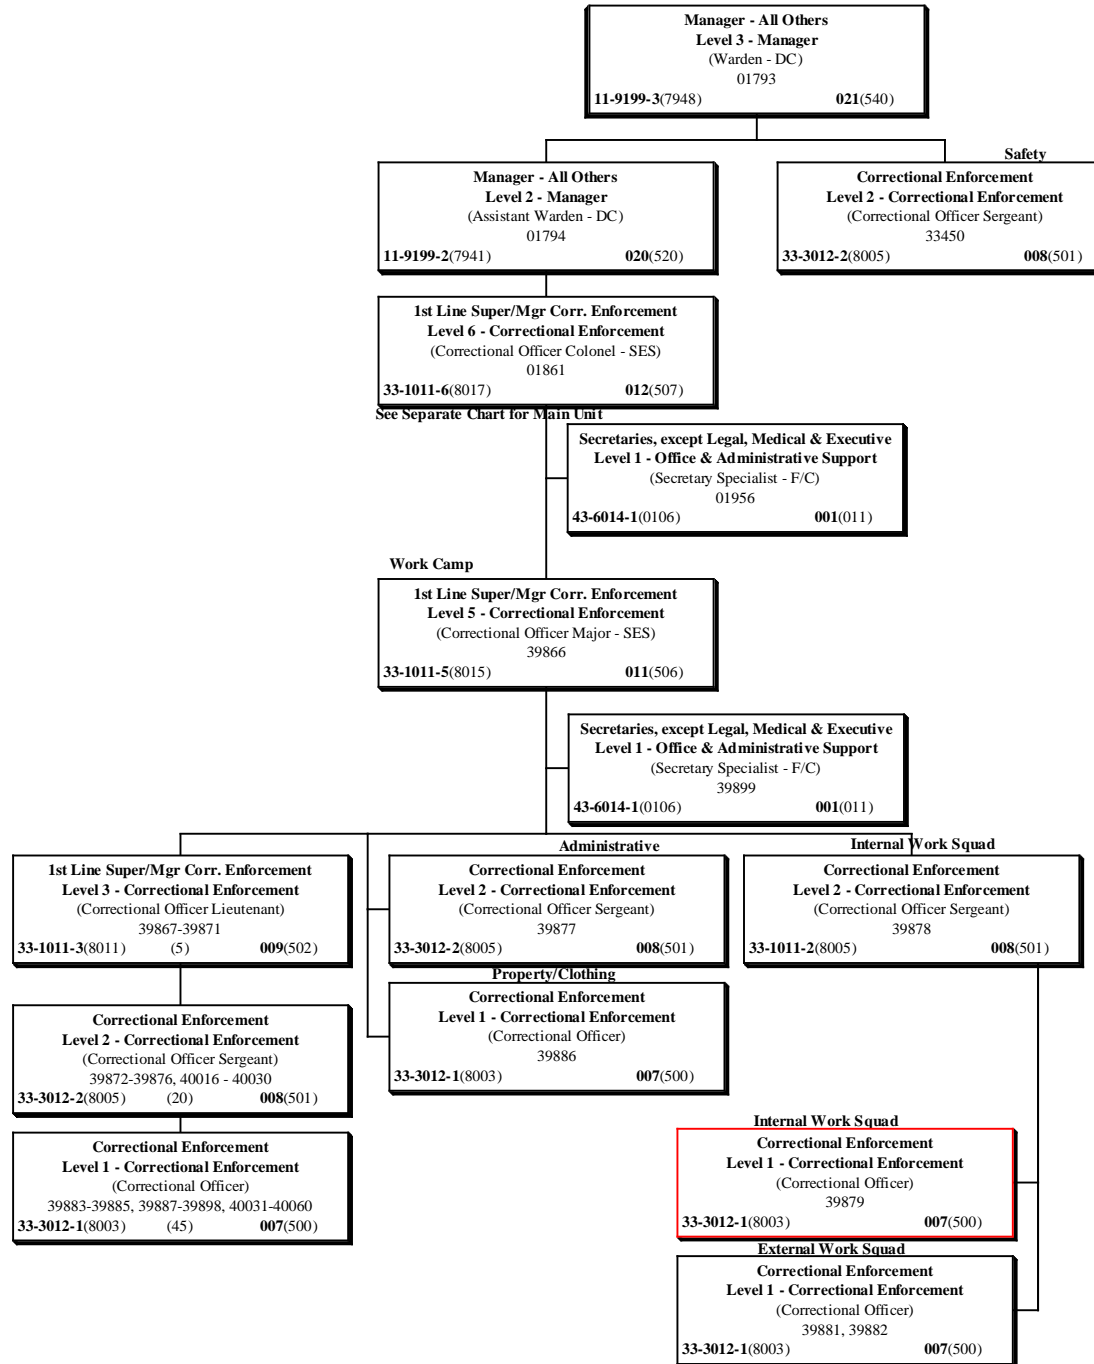 Manager - All Others
Level 3 - Manager
(Warden - DC)
01793
11-9199-3(7948) 021(540)
Manager - All Others
Level 2 - Manager
(Assistant Warden - DC)
01794
11-9199-2(7941) 020(520)
Safety
Correctional Enforcement
Level 2 - Correctional Enforcement
(Correctional Officer Sergeant)
33450
33-3012-2(8005) 008(501)
1st Line Super/Mgr Corr. Enforcement
Level 6 - Correctional Enforcement
(Correctional Officer Colonel - SES)
01861
33-1011-6(8017) 012(507)
See Separate Chart for Main Unit
Secretaries, except Legal, Medical & Executive
Level 1 - Office & Administrative Support
(Secretary Specialist - F/C)
01956
43-6014-1(0106) 001(011)
Work Camp
1st Line Super/Mgr Corr. Enforcement
Level 5 - Correctional Enforcement
(Correctional Officer Major - SES)
39866
33-1011-5(8015) 011(506)
Secretaries, except Legal, Medical & Executive
Level 1 - Office & Administrative Support
(Secretary Specialist - F/C)
39899
43-6014-1(0106) 001(011)
1st Line Super/Mgr Corr. Enforcement
Level 3 - Correctional Enforcement
(Correctional Officer Lieutenant)
39867-39871
33-1011-3(8011) (5) 009(502)
Correctional Enforcement
Level 2 - Correctional Enforcement
(Correctional Officer Sergeant)
39872-39876, 40016 - 40030
33-3012-2(8005) (20) 008(501)
Correctional Enforcement
Level 1 - Correctional Enforcement
(Correctional Officer)
39883-39885, 39887-39898, 40031-40060
33-3012-1(8003) (45) 007(500)
Administrative
Correctional Enforcement
Level 2 - Correctional Enforcement
(Correctional Officer Sergeant)
39877
33-3012-2(8005) 008(501)
Property/Clothing
Correctional Enforcement
Level 1 - Correctional Enforcement
(Correctional Officer)
39886
33-3012-1(8003) 007(500)
Internal Work Squad
Correctional Enforcement
Level 2 - Correctional Enforcement
(Correctional Officer Sergeant)
39878
33-1011-2(8005) 008(501)
Internal Work Squad
Correctional Enforcement
Level 1 - Correctional Enforcement
(Correctional Officer)
39879
33-3012-1(8003) 007(500)
External Work Squad
Correctional Enforcement
Level 1 - Correctional Enforcement
(Correctional Officer)
39881, 39882
33-3012-1(8003) 007(500)